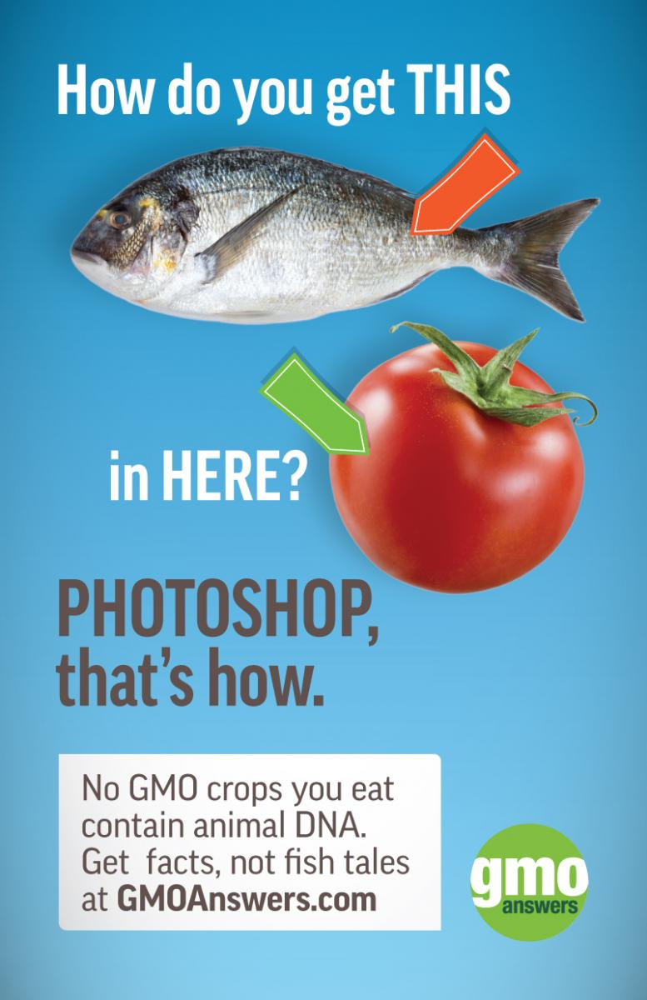 How do you get THIS
in HERE?
PHOTOSHOP,
that's how.
No GMO crops you eat
contain animal DNA.
Get facts, not fish tales
at GMOAnswers.com
gmo
answers